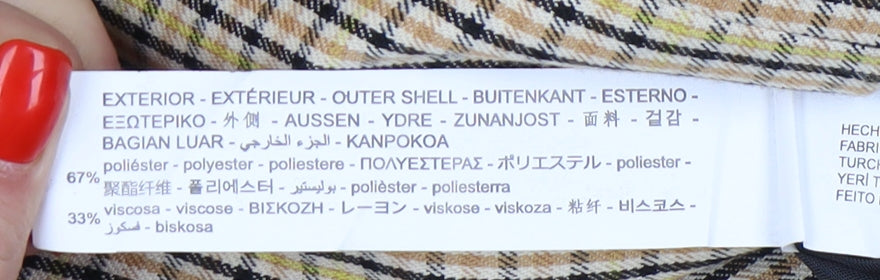 EXTERIOR - EXTÉRIEUR - OUTER SHELL - BUITENKANT - ESTERNO -
ΕΞΩΤΕΡΙΚΟ - 外 側 - AUSSEN - YDRE - ZUNANJOST - 面 料 - 겉감 -
BAGIAN LUAR - الجزء الخارجي - KANPOKOA
67% poliéster - polyester - poliestere - ΠΟΛΥΕΣΤΕΡΑΣ - ポリエステル - poliester -
聚酯纤维 - 폴리에스터 - بوليستير - polièster - poliesterra
33% viscosa - viscose - ΒΙΣΚΟΖΗ - レーヨン - viskose - viskoza - 粘纤 - 비스코스 -
فسكوز - biskosa
HECH
FABRI
TURCH
YERİ T
FEITO